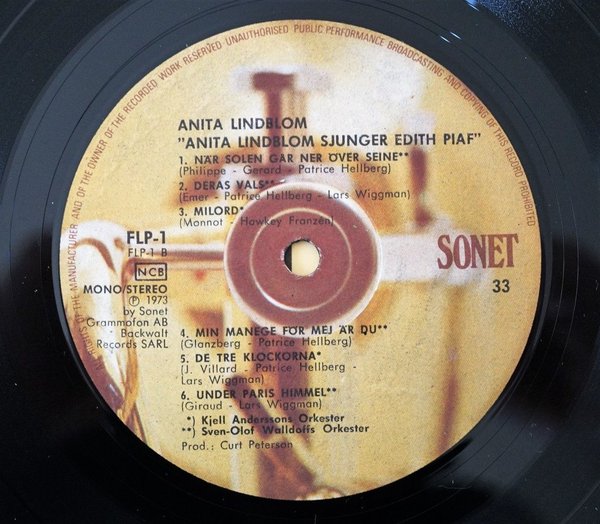 ALL RIGHTS OF THE MANUFACTURER AND OF THE OWNER OF THE RECORDED WORK RESERVED UNAUTHORISED PUBLIC PERFORMANCE BROADCASTING AND COPYING OF THIS RECORD PROHIBITED
ANITA LINDBLOM
"ANITA LINDBLOM SJUNGER EDITH PIAF"
1. NÄR SOLEN GÅR NER ÖVER SEINE**
(Philippe - Gerard - Patrice Hellberg)
2. DERAS VALS**
(Emer - Patrice Hellberg - Lars Wiggman)
3. MILORD*
(Monnot - Hawkey Franzen)
FLP-1
FLP-1 B
NCB
MONO/STEREO
℗ 1973
by Sonet
Grammofon AB
Backwalt
Records SARL
SONET
33
4. MIN MANEGE FÖR MEJ ÄR DU**
(Glanzberg - Patrice Hellberg)
5. DE TRE KLOCKORNA*
(J. Villard - Patrice Hellberg -
Lars Wiggman)
6. UNDER PARIS HIMMEL**
(Giraud - Lars Wiggman)
*) Kjell Anderssons Orkester
**) Sven-Olof Walldoffs Orkester
Prod.: Curt Peterson